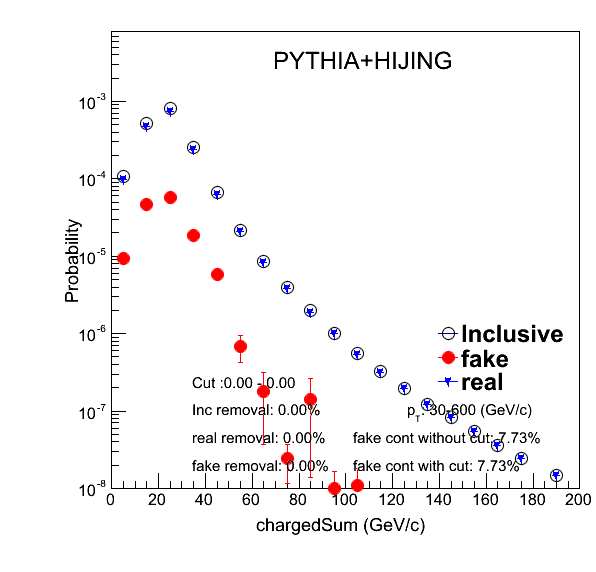 PYTHIA+HIJING
Probability
10^-3
10^-4
10^-5
10^-6
10^-7
10^-8
Inclusive
fake
real
Cut :0.00 - 0.00
Inc removal: 0.00%
p_T: 30-600 (GeV/c)
real removal: 0.00%
fake cont without cut: 7.73%
fake removal: 0.00%
fake cont with cut: 7.73%
0 20 40 60 80 100 120 140 160 180 200
chargedSum (GeV/c)